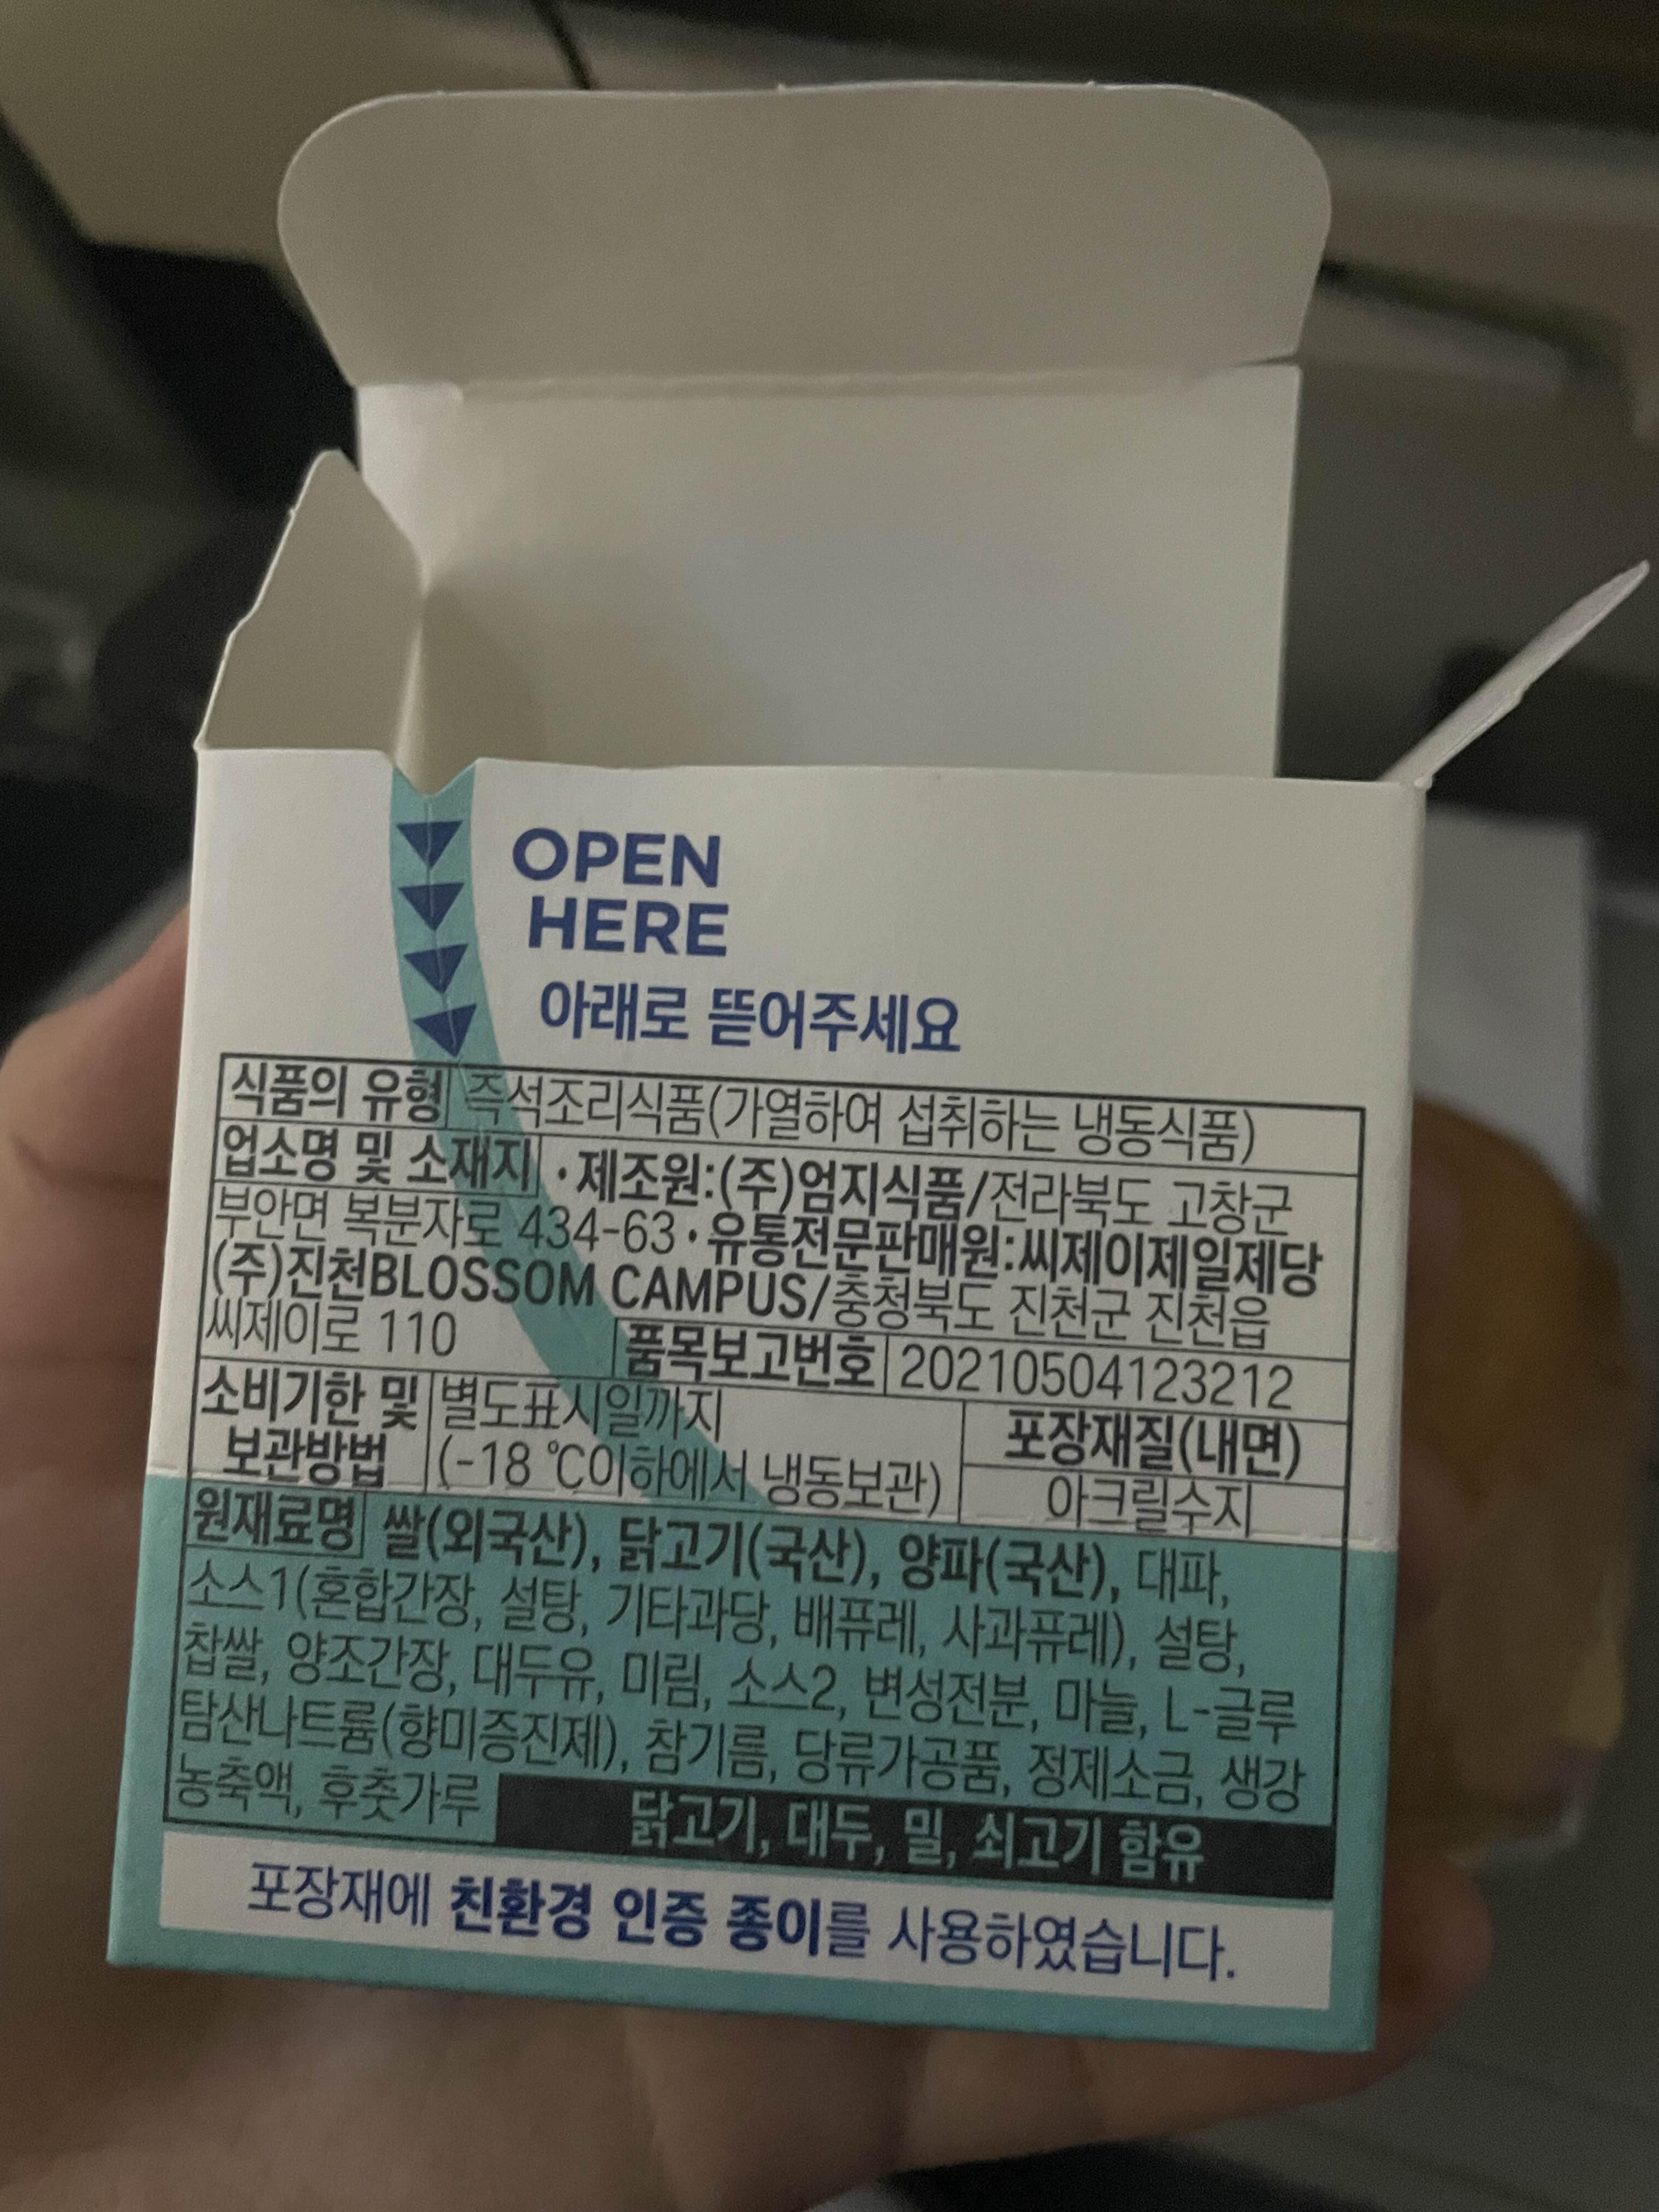 OPEN
HERE
아래로 뜯어주세요
식품의 유형 즉석조리식품(가열하여 섭취하는 냉동식품)
업소명 및 소재지 ·제조원:(주)엄지식품/전라북도 고창군
부안면 복분자로 434-63·유통전문판매원:씨제이제일제당
(주)진천BLOSSOM CAMPUS/충청북도 진천군 진천읍
씨제이로 110 품목보고번호 20210504123212
소비기한 및 별도표시일까지 포장재질(내면)
보관방법 (-18 ℃이하에서 냉동보관) 아크릴수지
원재료명 쌀(외국산), 닭고기(국산), 양파(국산), 대파,
소스1(혼합간장, 설탕, 기타과당, 배퓨레, 사과퓨레), 설탕,
찹쌀, 양조간장, 대두유, 미림, 소스2, 변성전분, 마늘, L-글루
탐산나트륨(향미증진제), 참기름, 당류가공품, 정제소금, 생강
농축액, 후춧가루 닭고기, 대두, 밀, 쇠고기 함유
포장재에 친환경 인증 종이를 사용하였습니다.